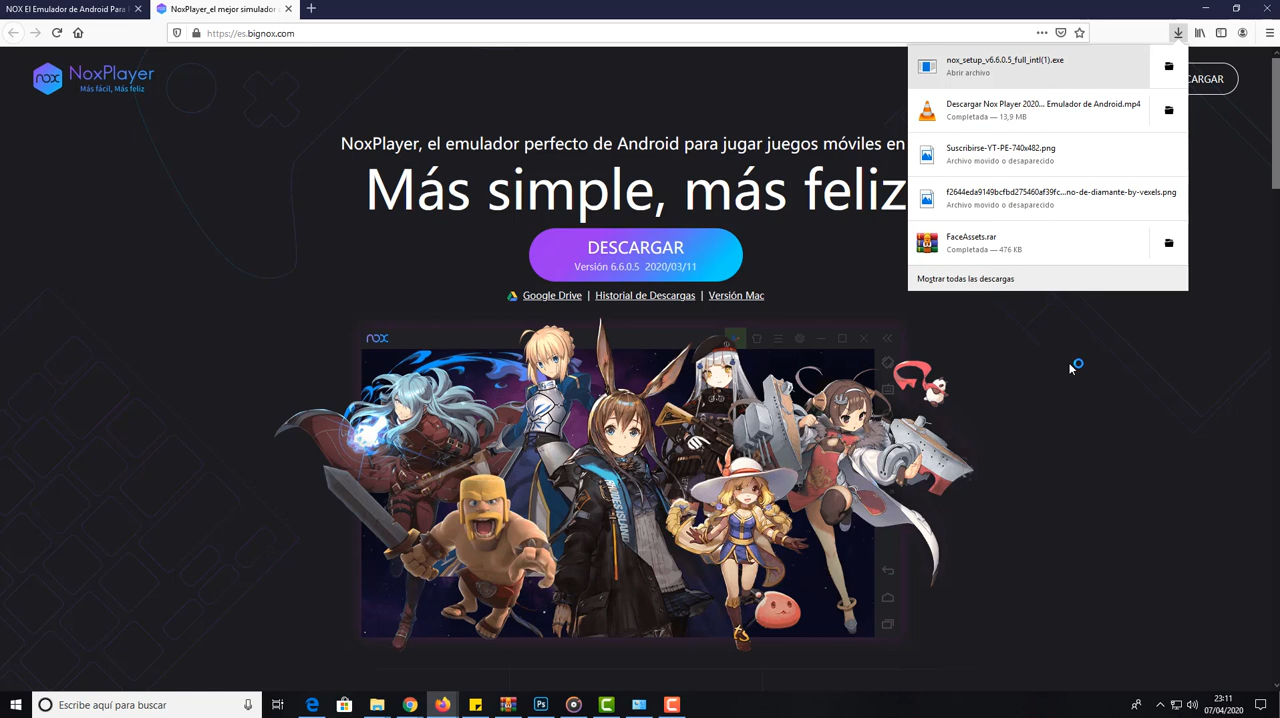 NOX El Emulador de Android Para
NoxPlayer_el mejor simulador
https://es.bignox.com
nox
NoxPlayer
Más fácil, Más feliz
NoxPlayer, el emulador perfecto de Android para jugar juegos móviles en
Más simple, más feliz
DESCARGAR
Versión 6.6.0.5 2020/03/11
Google Drive | Historial de Descargas | Versión Mac
CARGAR
nox_setup_v6.6.0.5_full_intl(1).exe
Abrir archivo
Descargar Nox Player 2020... Emulador de Android.mp4
Completada — 13,9 MB
Suscribirse-YT-PE-740x482.png
Archivo movido o desaparecido
f2644eda9149bcfbd275460af39fc...no-de-diamante-by-vexels.png
Archivo movido o desaparecido
FaceAssets.rar
Completada — 476 KB
Mostrar todas las descargas
nox
RHODES ISLAND
Escribe aquí para buscar
Ps
23:11
07/04/2020